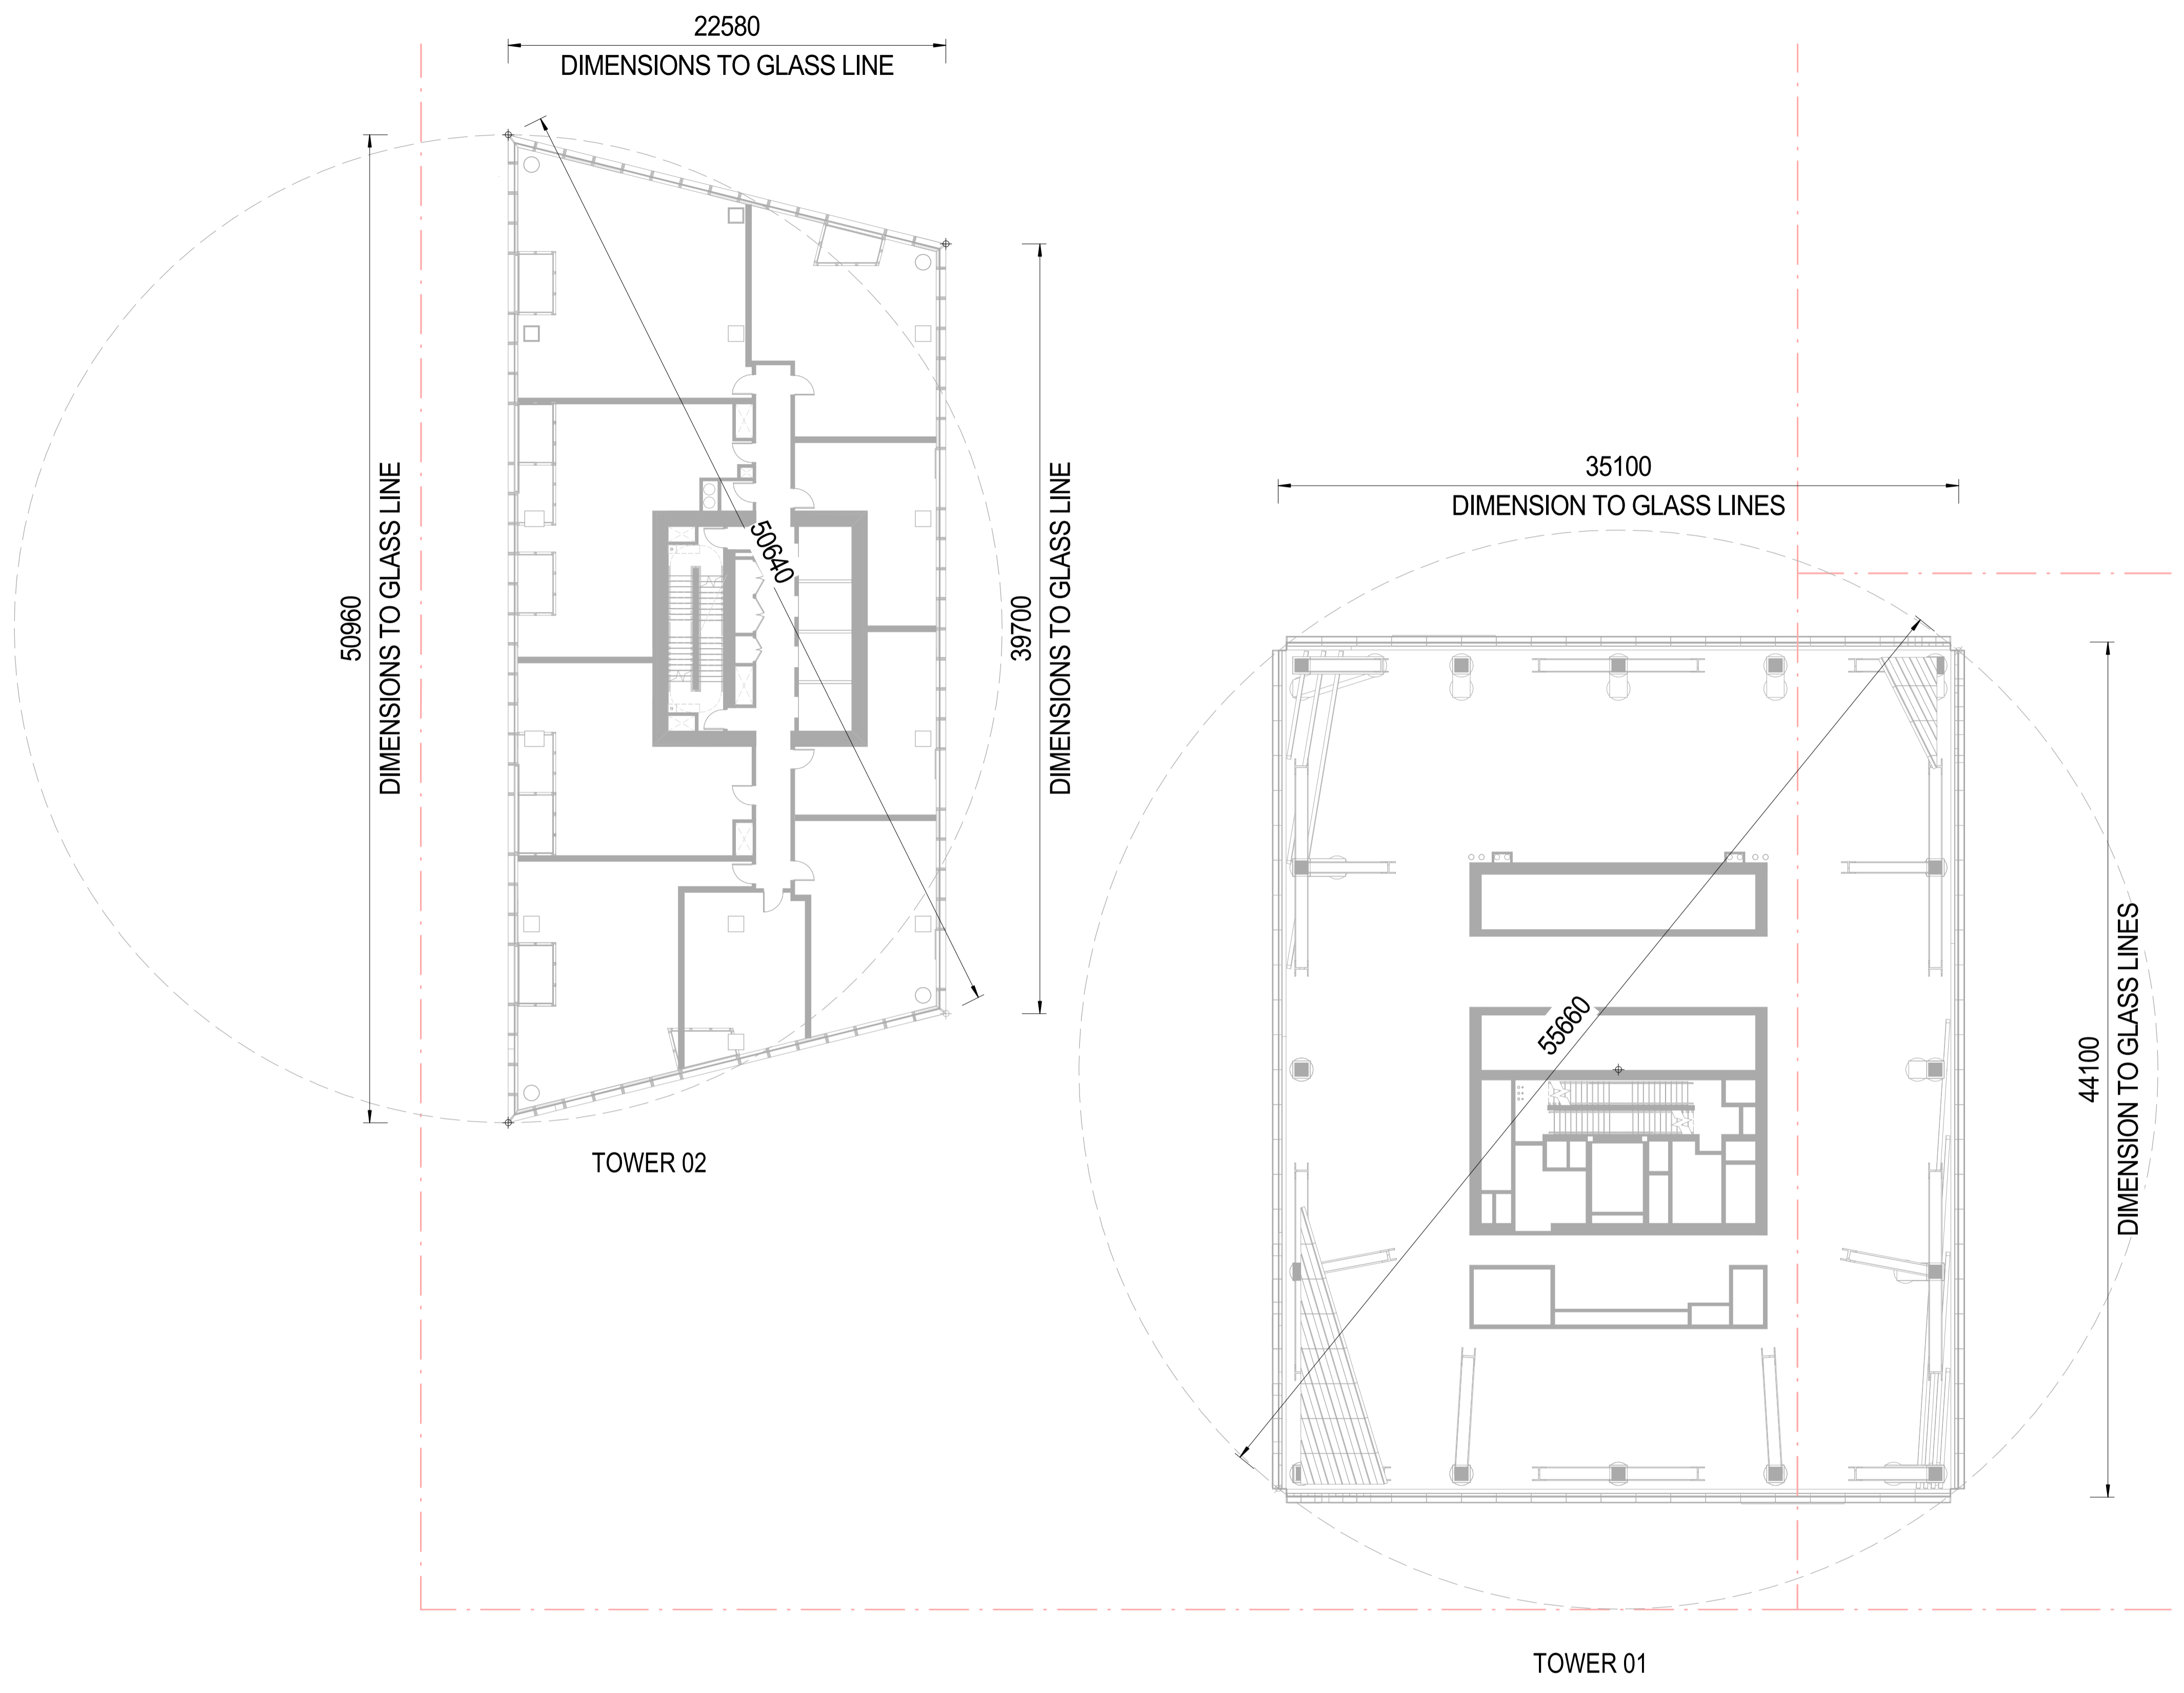 22580
DIMENSIONS TO GLASS LINE
50960
DIMENSIONS TO GLASS LINE
50640
39700
DIMENSIONS TO GLASS LINE
TOWER 02
35100
DIMENSION TO GLASS LINES
55660
44100
DIMENSION TO GLASS LINES
TOWER 01